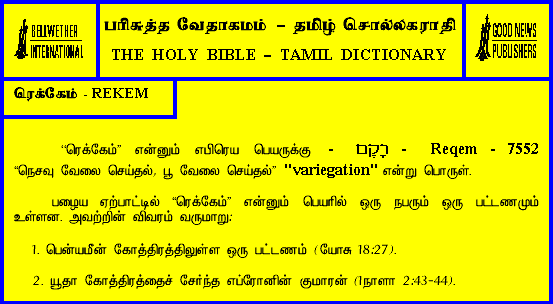 BELLWETHER
INTERNATIONAL
பரிசுத்த வேதாகமம் – தமிழ் சொல்லகராதி
THE HOLY BIBLE – TAMIL DICTIONARY
GOOD NEWS
PUBLISHERS
ரெக்கேம் - REKEM
“ரெக்கேம்” என்னும் எபிரெய பெயருக்கு - רֶקֶם - Reqem - 7552
“நெசவு வேலை செய்தல், பூ வேலை செய்தல்” "variegation" என்று பொருள்.
பழைய ஏற்பாட்டில் “ரெக்கேம்” என்னும் பெயரில் ஒரு நபரும் ஒரு பட்டணமும்
உள்ளன. அவற்றின் விவரம் வருமாறு:
1. பென்யமீன் கோத்திரத்திலுள்ள ஒரு பட்டணம் (யோசு 18:27).
2. யூதா கோத்திரத்தைச் சேர்ந்த எப்ரோனின் குமாரன் (1நாளா 2:43-44).